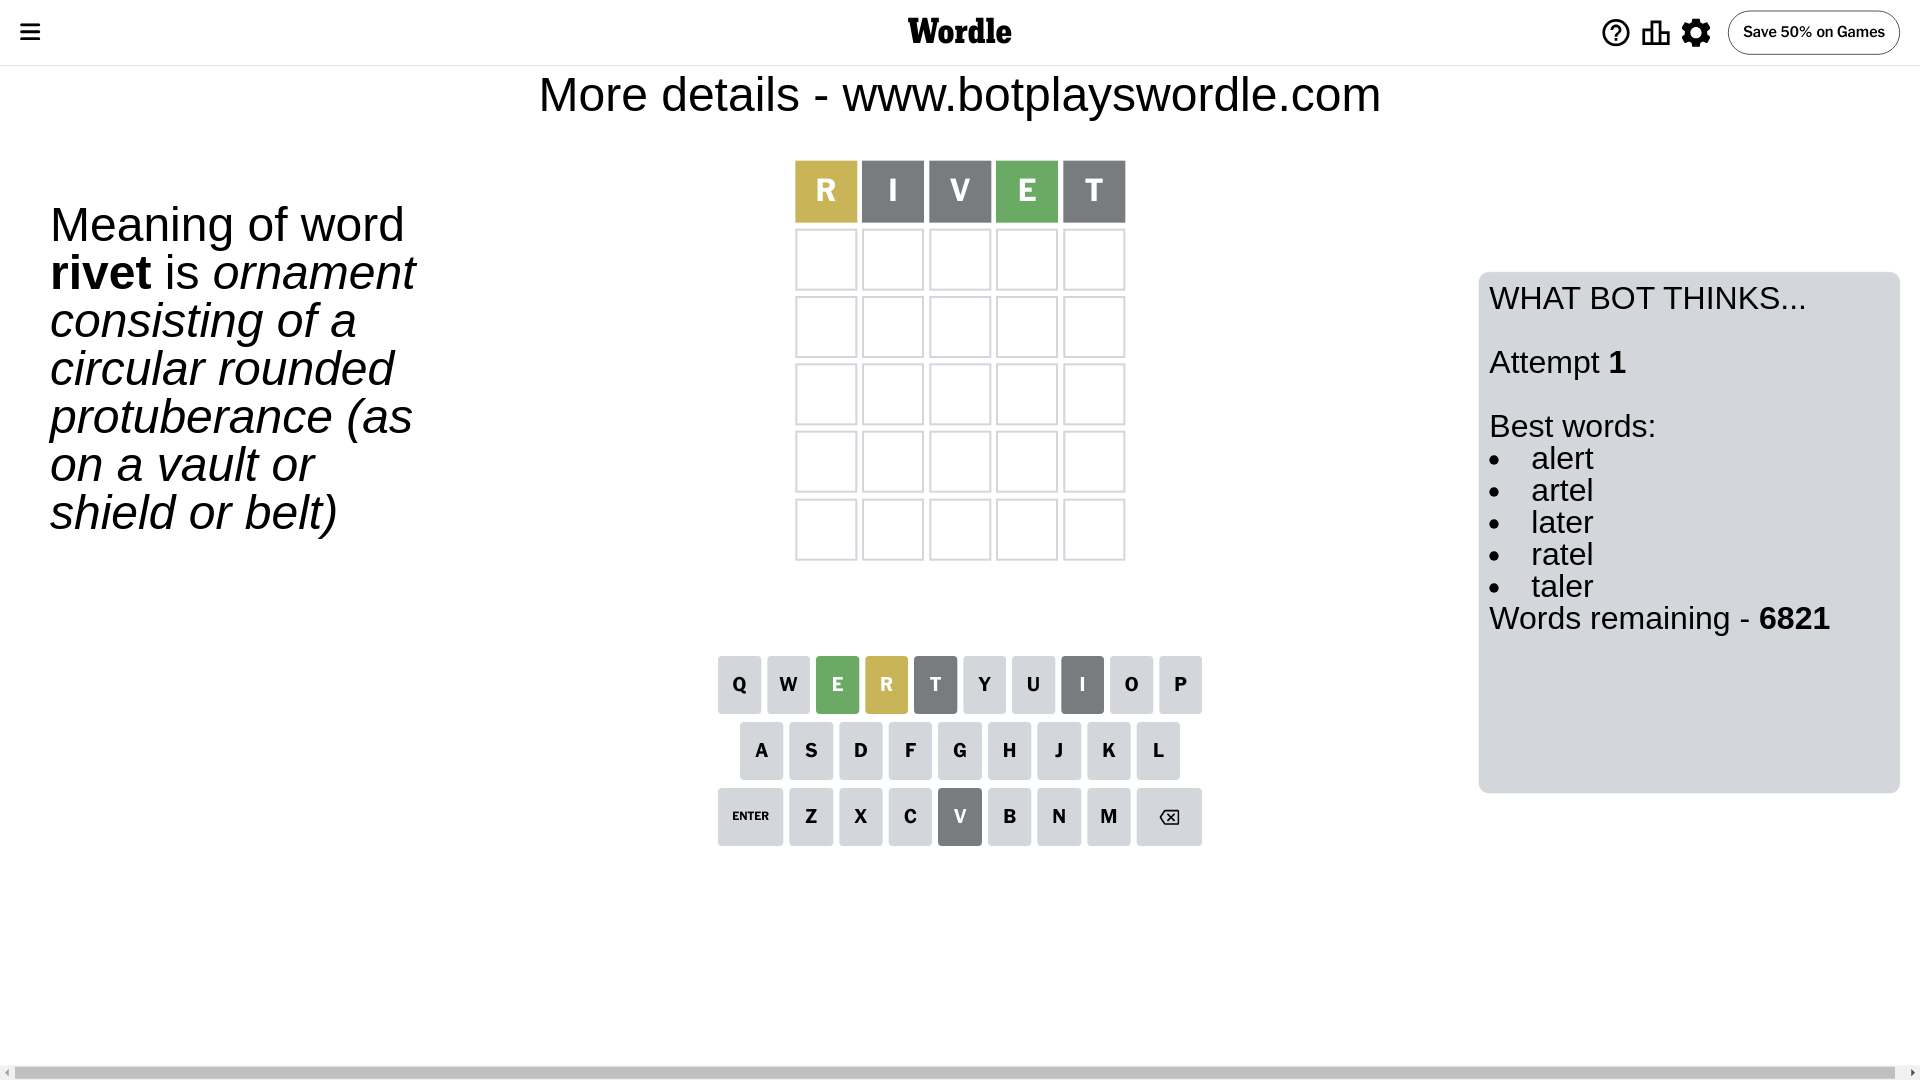 Wordle
Save 50% on Games
More details - www.botplayswordle.com
Meaning of word
rivet is ornament
consisting of a
circular rounded
protuberance (as
on a vault or
shield or belt)
R I V E T
WHAT BOT THINKS...
Attempt 1
Best words:
• alert
• artel
• later
• ratel
• taler
Words remaining - 6821
Q W E R T Y U I O P
A S D F G H J K L
ENTER Z X C V B N M